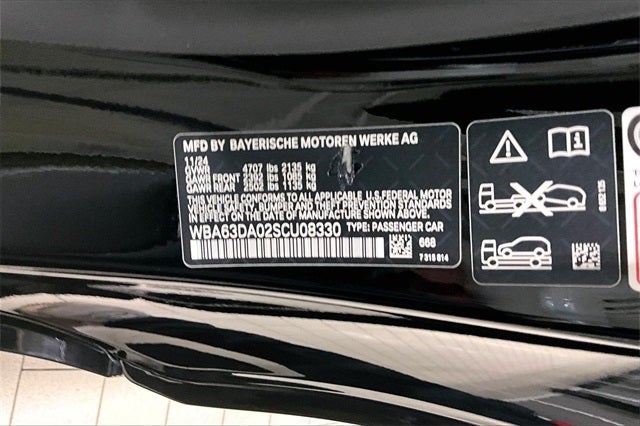 MFD BY BAYERISCHE MOTOREN WERKE AG
11/24
GVWR 4707 lbs 2135 kg
GAWR FRONT 2392 lbs 1085 kg
GAWR REAR 2502 lbs 1135 kg
THIS VEHICLE CONFORMS TO ALL APPLICABLE U.S. FEDERAL MOTOR
VEHICLE SAFETY, BUMPER AND THEFT PREVENTION STANDARDS
IN EFFECT ON THE DATE OF MANUFACTURE SHOWN ABOVE.
WBA63DA02SCU08330 TYPE: PASSENGER CAR
668
7 318 614